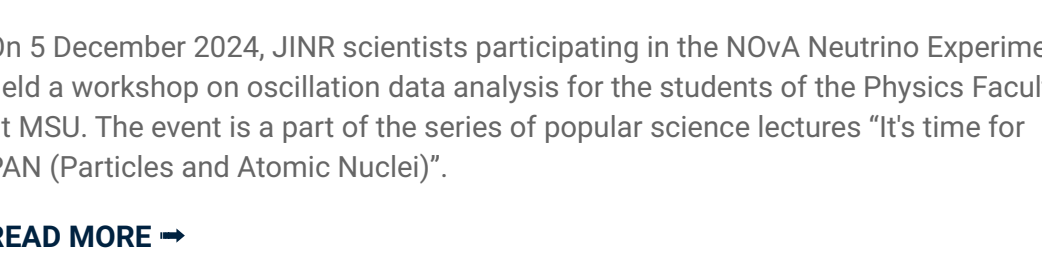 On 5 December 2024, JINR scientists participating in the NOvA Neutrino Experime
eld a workshop on oscillation data analysis for the students of the Physics Facul
t MSU. The event is a part of the series of popular science lectures “It's time for
PAN (Particles and Atomic Nuclei)”.
READ MORE ➡